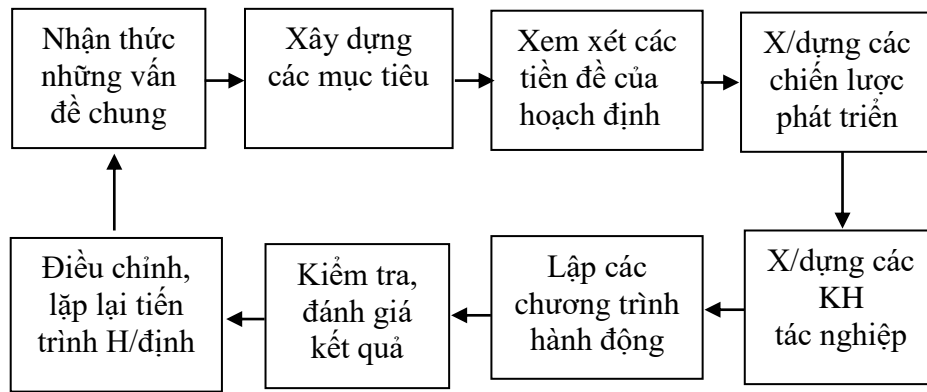 Nhận thức
những vấn
đề chung
Xây dựng
các mục tiêu
Xem xét các
tiền đề của
hoạch định
X/dựng các
chiến lược
phát triển
X/dựng các
KH
tác nghiệp
Lập các
chương trình
hành động
Kiểm tra,
đánh giá
kết quả
Điều chỉnh,
lặp lại tiến
trình H/định